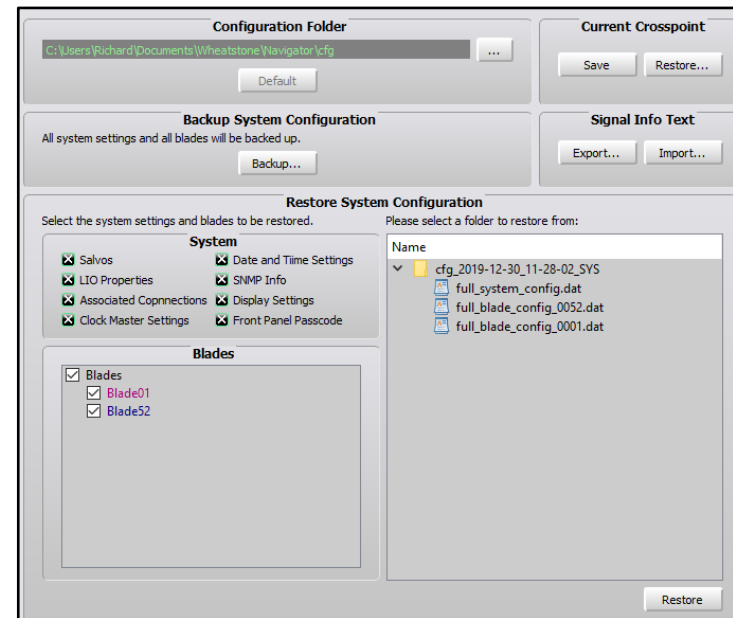 Configuration Folder
C:\Users\Richard\Documents\Wheatstone\Navigator\cfg
...
Default
Current Crosspoint
Save Restore...
Backup System Configuration
All system settings and all blades will be backed up.
Backup...
Signal Info Text
Export... Import...
Restore System Configuration
Select the system settings and blades to be restored.
System
Salvos Date and Tiime Settings
LIO Properties SNMP Info
Associated Copnnections Display Settings
Clock Master Settings Front Panel Passcode
Blades
Blades
Blade01
Blade52
Please select a folder to restore from:
Name
cfg_2019-12-30_11-28-02_SYS
full_system_config.dat
full_blade_config_0052.dat
full_blade_config_0001.dat
Restore